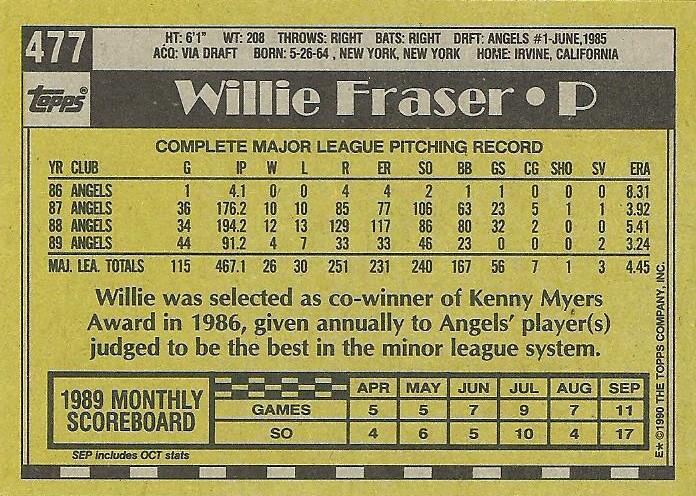 477
HT: 6'1" WT: 208 THROWS: RIGHT BATS: RIGHT DRFT: ANGELS #1-JUNE,1985
ACQ: VIA DRAFT BORN: 5-26-64 , NEW YORK, NEW YORK HOME: IRVINE, CALIFORNIA
topps®
Willie Fraser • P
COMPLETE MAJOR LEAGUE PITCHING RECORD
YR CLUB G IP W L R ER SO BB GS CG SHO SV ERA
86 ANGELS 1 4.1 0 0 4 4 2 1 1 0 0 0 8.31
87 ANGELS 36 176.2 10 10 85 77 106 63 23 5 1 1 3.92
88 ANGELS 34 194.2 12 13 129 117 86 80 32 2 0 0 5.41
89 ANGELS 44 91.2 4 7 33 33 46 23 0 0 0 2 3.24
MAJ. LEA. TOTALS 115 467.1 26 30 251 231 240 167 56 7 1 3 4.45
Willie was selected as co-winner of Kenny Myers
Award in 1986, given annually to Angels' player(s)
judged to be the best in the minor league system.
1989 MONTHLY
SCOREBOARD
APR MAY JUN JUL AUG SEP
GAMES 5 5 7 9 7 11
SO 4 6 5 10 4 17
SEP includes OCT stats
E* © 1990 THE TOPPS COMPANY, INC.